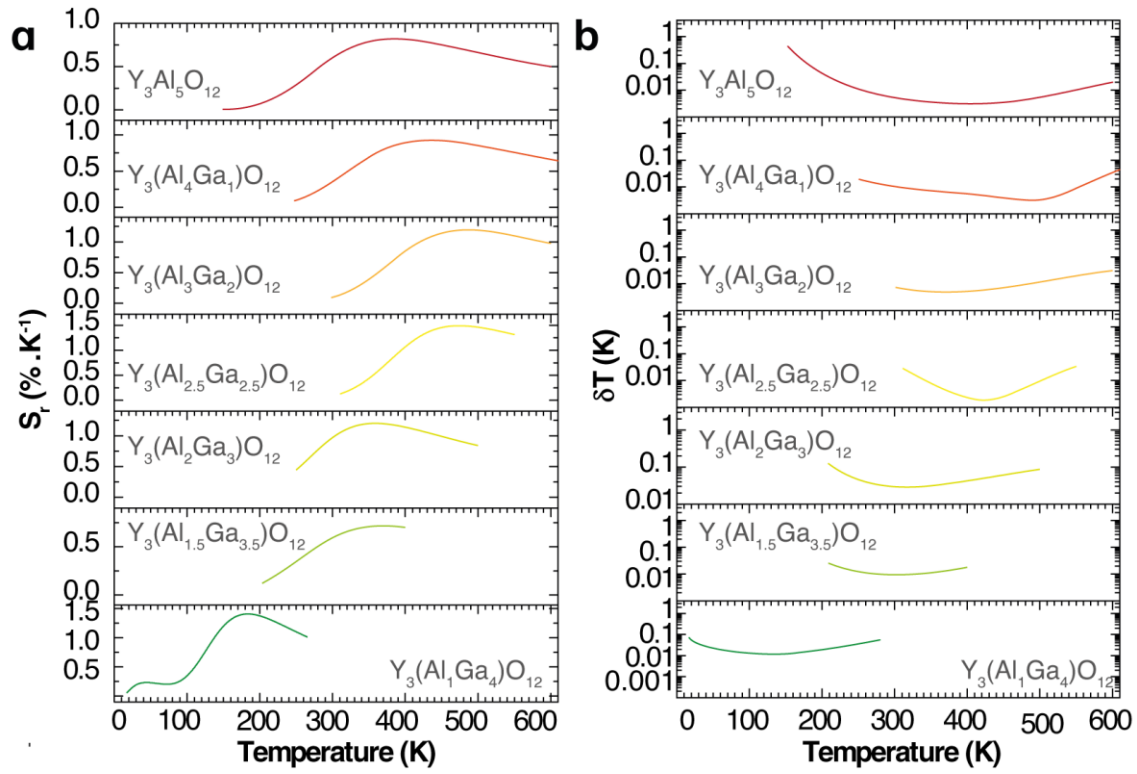 a
S_r (% .K⁻¹)
1.0
0.5
0.0
Y₃Al₅O₁₂
1.0
0.5
0.0
Y₃(Al₄Ga₁)O₁₂
1.0
0.5
0.0
Y₃(Al₃Ga₂)O₁₂
1.5
1.0
0.5
0.0
Y₃(Al₂.₅Ga₂.₅)O₁₂
1.0
0.5
0.0
Y₃(Al₂Ga₃)O₁₂
0.5
0.0
Y₃(Al₁.₅Ga₃.₅)O₁₂
1.5
1.0
0.5
Y₃(Al₁Ga₄)O₁₂
0 100 200 300 400 500 600
Temperature (K)
b
δT (K)
1
0.1
0.01
Y₃Al₅O₁₂
1
0.1
0.01
Y₃(Al₄Ga₁)O₁₂
1
0.1
0.01
Y₃(Al₃Ga₂)O₁₂
1
0.1
0.01
Y₃(Al₂.₅Ga₂.₅)O₁₂
1
0.1
0.01
Y₃(Al₂Ga₃)O₁₂
1
0.1
0.01
Y₃(Al₁.₅Ga₃.₅)O₁₂
1
0.1
0.01
0.001
Y₃(Al₁Ga₄)O₁₂
0 100 200 300 400 500 600
Temperature (K)